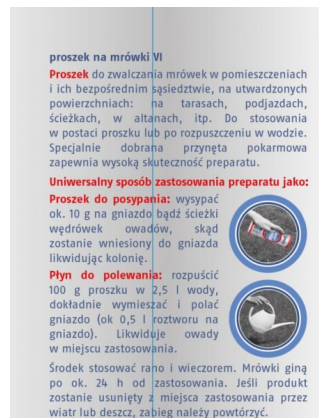 proszek na mrówki VI
Proszek do zwalczania mrówek w pomieszczeniach
i ich bezpośrednim sąsiedztwie, na utwardzonych
powierzchniach: na tarasach, podjazdach,
ścieżkach, w altanach, itp. Do stosowania
w postaci proszku lub po rozpuszczeniu w wodzie.
Specjalnie dobrana przynęta pokarmowa
zapewnia wysoką skuteczność preparatu.
Uniwersalny sposób zastosowania preparatu jako:
Proszek do posypania: wysypać
ok. 10 g na gniazdo bądź ścieżki
wędrówek owadów, skąd
zostanie wniesiony do gniazda
likwidując kolonię.
Płyn do polewania: rozpuścić
100 g proszku w 2,5 l wody,
dokładnie wymieszać i polać
gniazdo (ok 0,5 l roztworu na
gniazdo). Likwiduje owady
w miejscu zastosowania.
Środek stosować rano i wieczorem. Mrówki giną
po ok. 24 h od zastosowania. Jeśli produkt
zostanie usunięty z miejsca zastosowania przez
wiatr lub deszcz, zabieg należy powtórzyć.